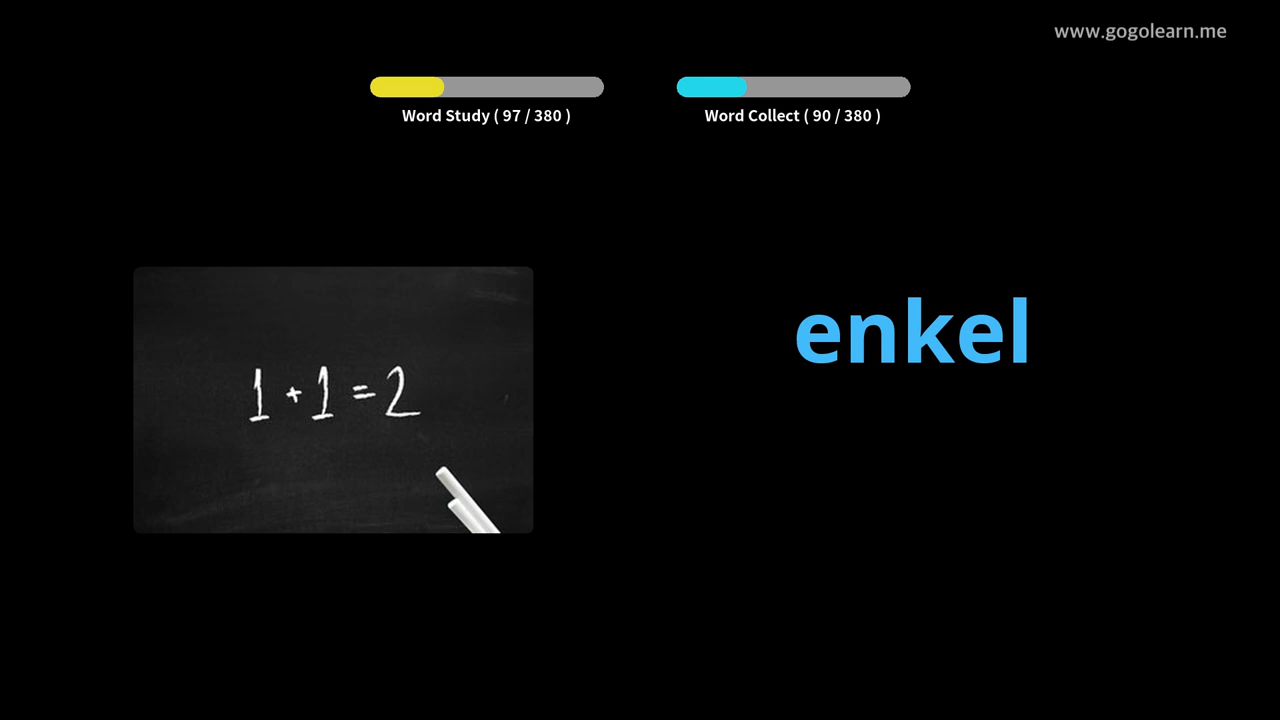 www.gogolearn.me
Word Study ( 97 / 380 )
Word Collect ( 90 / 380 )
enkel
1 + 1 = 2